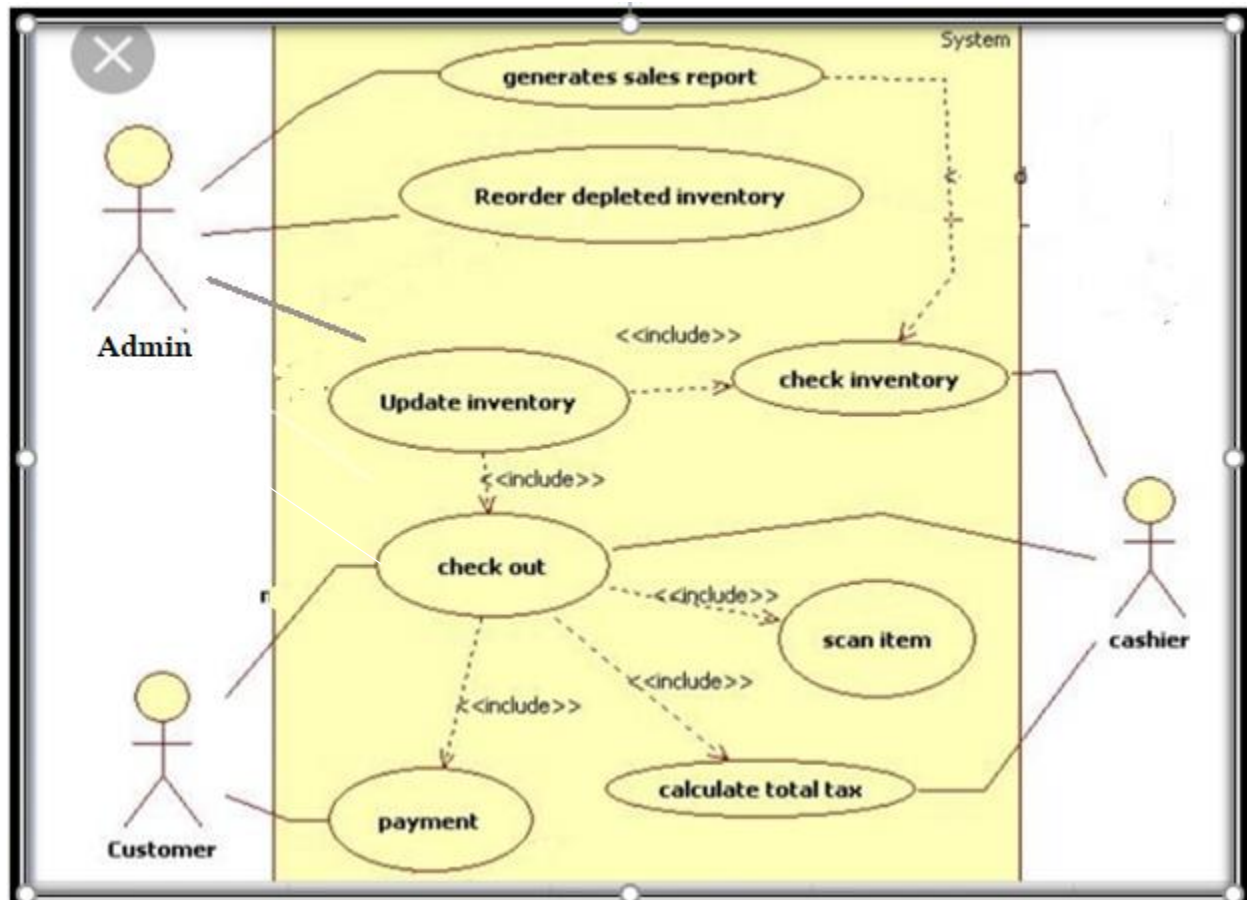 System
generates sales report
Reorder depleted inventory
Admin
<<include>>
check inventory
Update inventory
<<include>>
check out
<<include>>
scan item
cashier
<<include>>
<<include>>
calculate total tax
payment
Customer